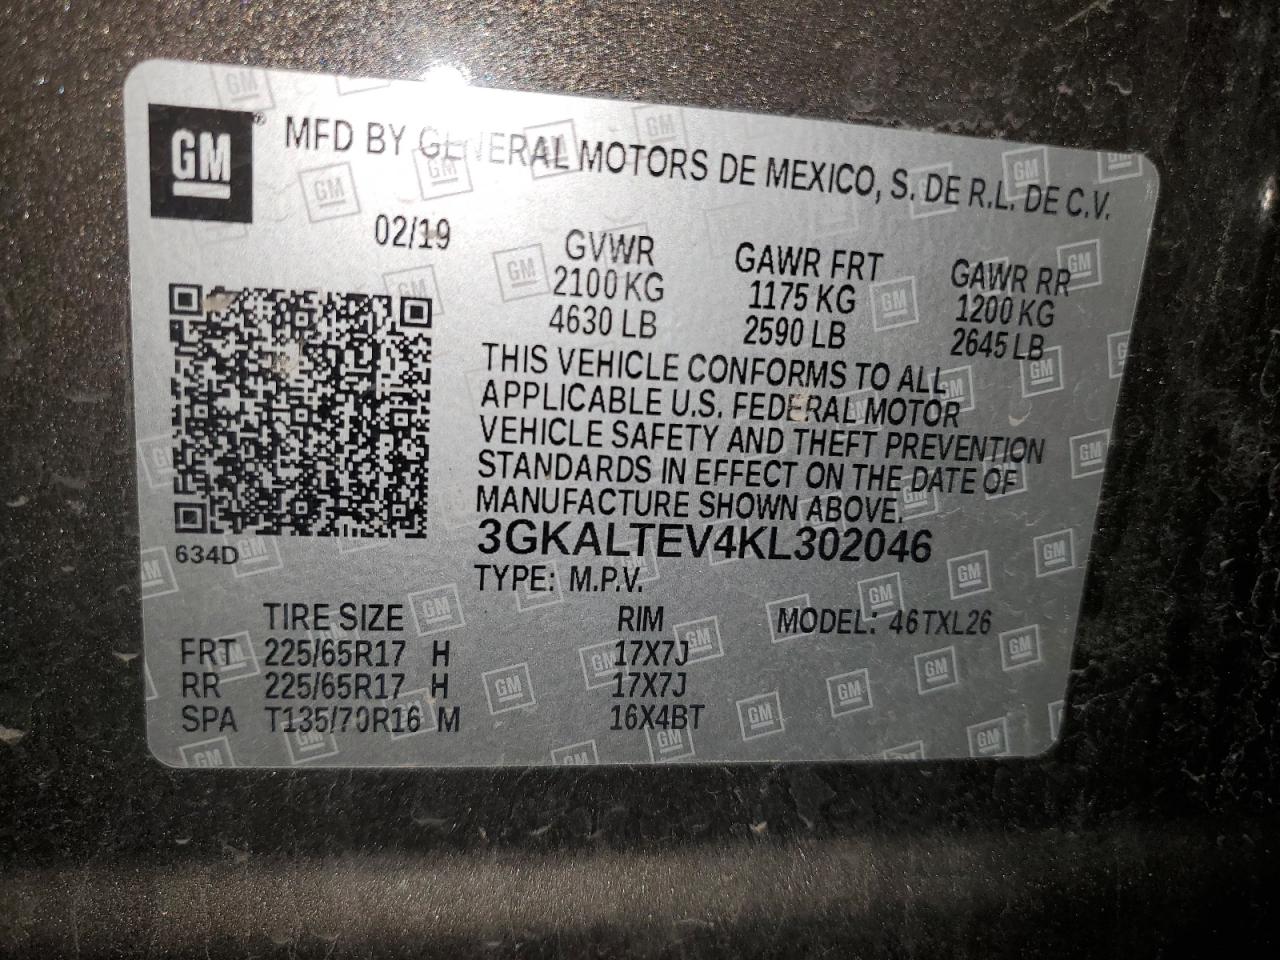 GM
MFD BY GENERAL MOTORS DE MEXICO, S. DE R.L. DE C.V.
02/19
GVWR GAWR FRT GAWR RR
2100 KG 1175 KG 1200 KG
4630 LB 2590 LB 2645 LB
THIS VEHICLE CONFORMS TO ALL
APPLICABLE U.S. FEDERAL MOTOR
VEHICLE SAFETY AND THEFT PREVENTION
STANDARDS IN EFFECT ON THE DATE OF
MANUFACTURE SHOWN ABOVE.
3GKALTEV4KL302046
634D
TYPE: M.P.V.
TIRE SIZE RIM MODEL: 46TXL26
FRT 225/65R17 H 17X7J
RR 225/65R17 H 17X7J
SPA T135/70R16 M 16X4BT